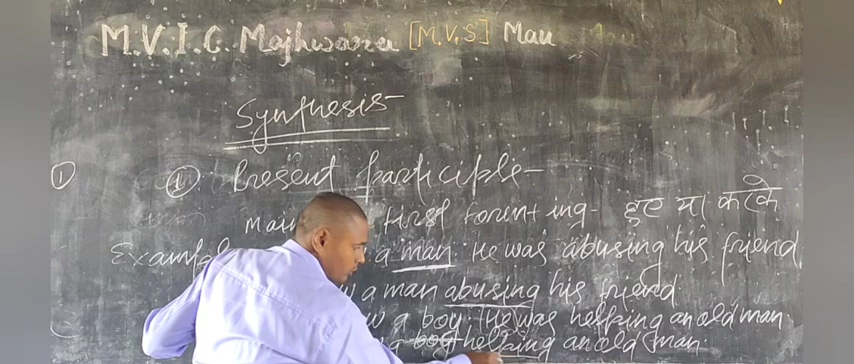 M.V.I.C. Majhwara [M.V.S] Mau
Synthesis-
① ① Present participle-
main first form + ing - हुए या करके
Example a man. He was abusing his friend
a man abusing his friend.
a boy. He was helping an old man.
a boy helping an old man.